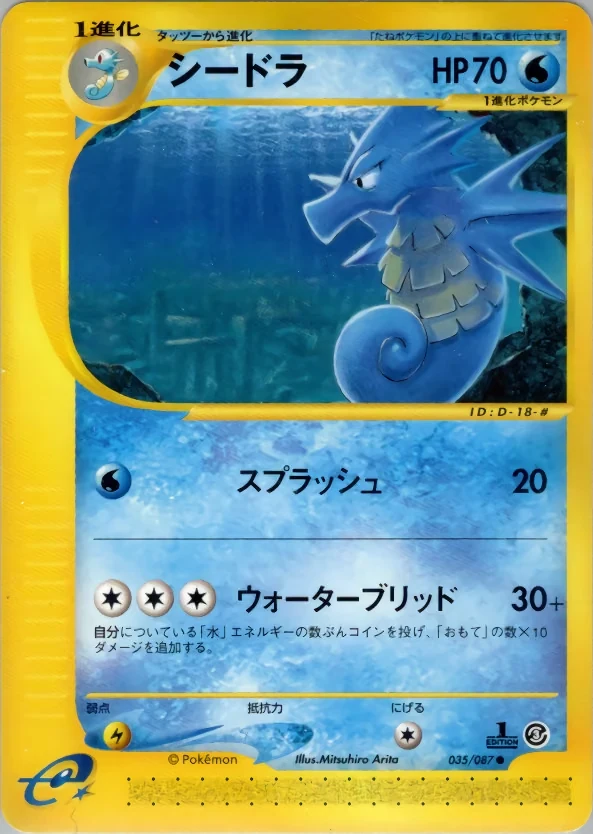 1進化 タッツーから進化 「たねポケモン」の上に重ねて進化させます
シードラ HP70
1進化ポケモン
ID:D-18-#
スプラッシュ 20
ウォーターブリッド 30+
自分についている「水」エネルギーの数ぶんコインを投げ、「おもて」の数×10
ダメージを追加する。
弱点 抵抗力 にげる
1
EDITION
© Pokémon Illus.Mitsuhiro Arita 035/087 ●
e